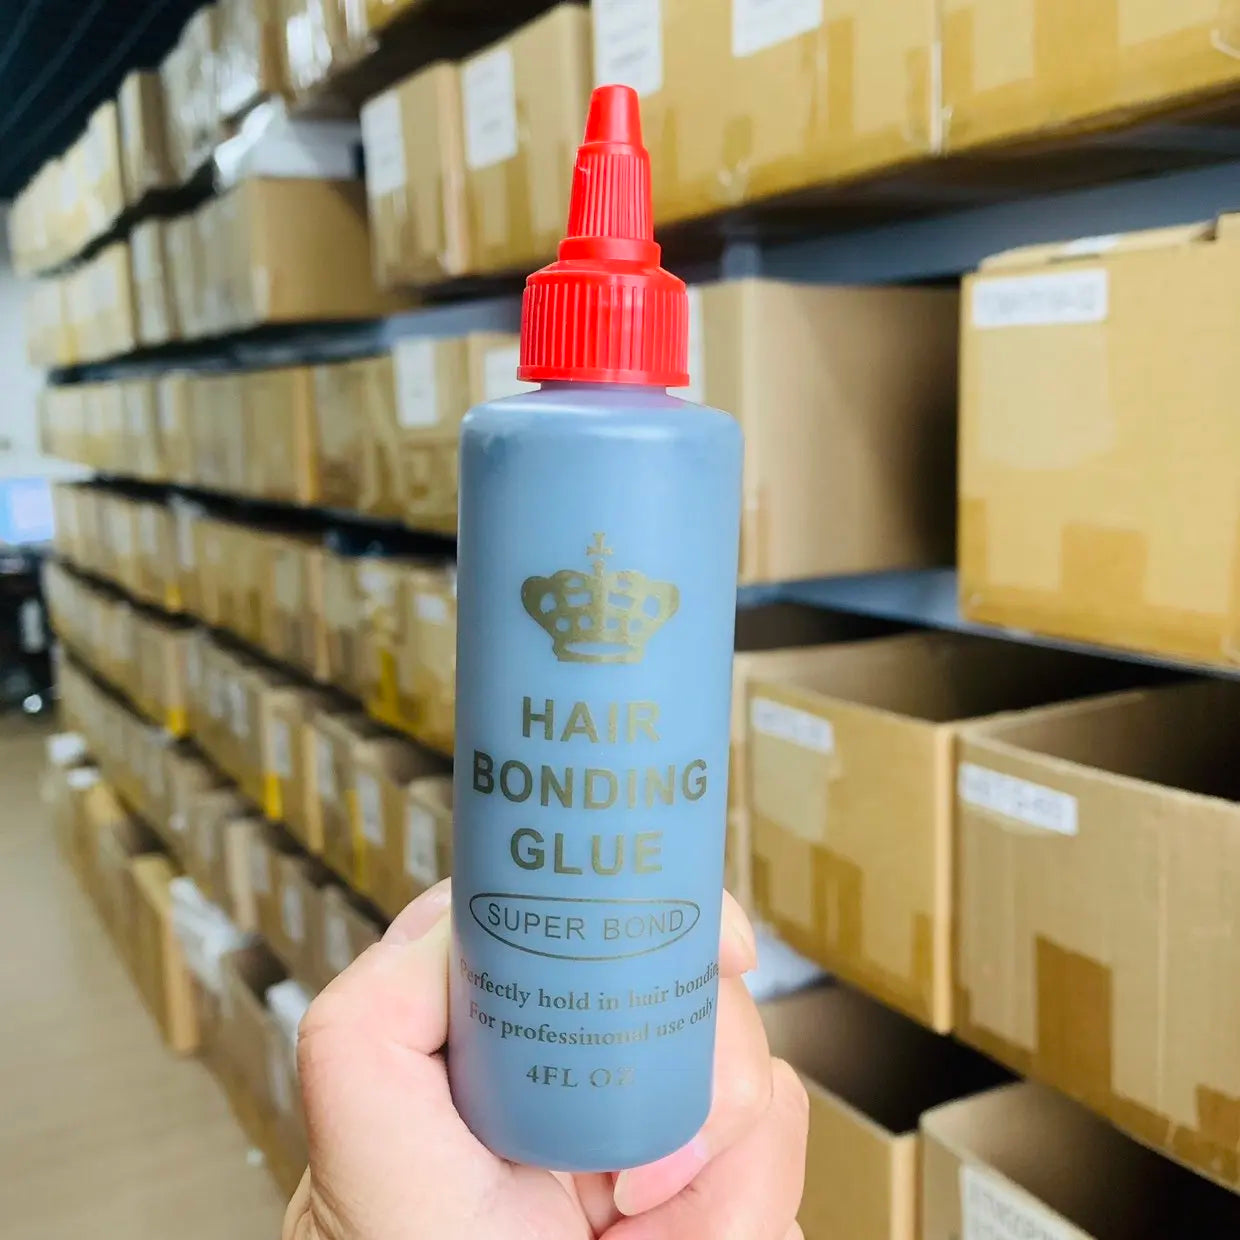 HAIR
BONDING
GLUE
SUPER BOND
Perfectly hold in hair bonding
For professinonal use only
4FL OZ